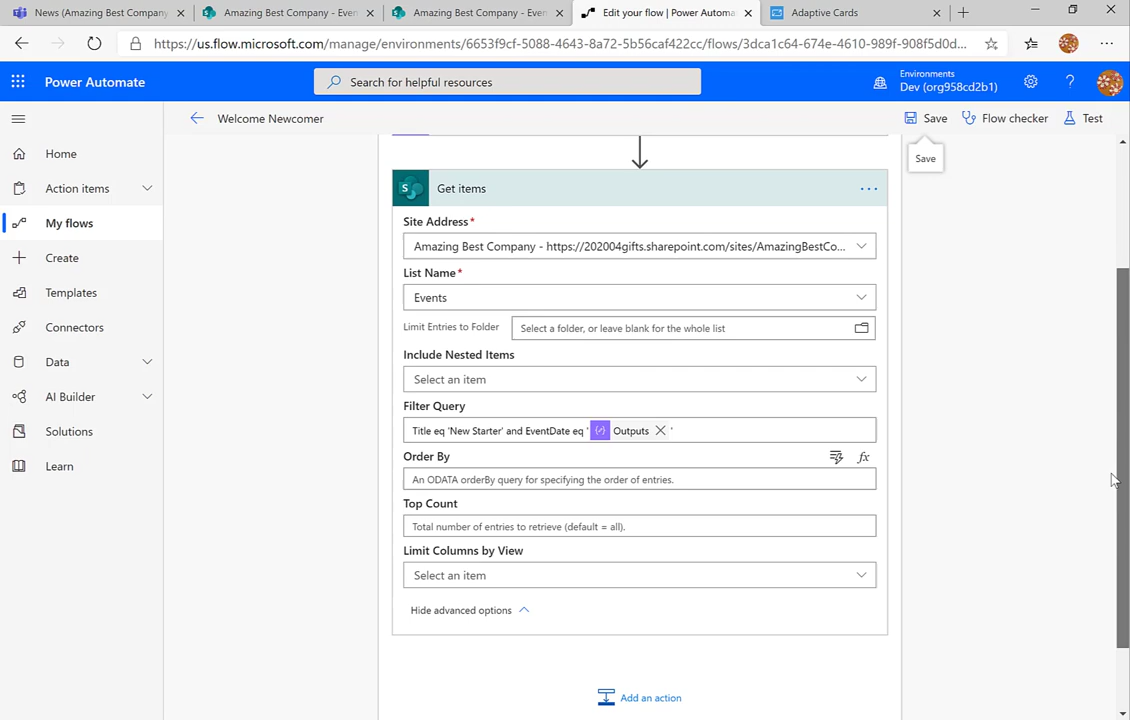 News (Amazing Best Company
Amazing Best Company - Even
Amazing Best Company - Even
Edit your flow | Power Automa
Adaptive Cards
https://us.flow.microsoft.com/manage/environments/6653f9cf-5088-4643-8a72-5b56caf422cc/flows/3dca1c64-674e-4610-989f-908f5d0d...
Power Automate
Search for helpful resources
Environments
Dev (org958cd2b1)
?
Welcome Newcomer
Save
Flow checker
Test
Save
Home
Action items
My flows
Create
Templates
Connectors
Data
AI Builder
Solutions
Learn
Get items
Site Address*
Amazing Best Company - https://202004gifts.sharepoint.com/sites/AmazingBestCo...
List Name*
Events
Limit Entries to Folder
Select a folder, or leave blank for the whole list
Include Nested Items
Select an item
Filter Query
Title eq 'New Starter' and EventDate eq ' Outputs '
Order By
fx
An ODATA orderBy query for specifying the order of entries.
Top Count
Total number of entries to retrieve (default = all).
Limit Columns by View
Select an item
Hide advanced options
Add an action